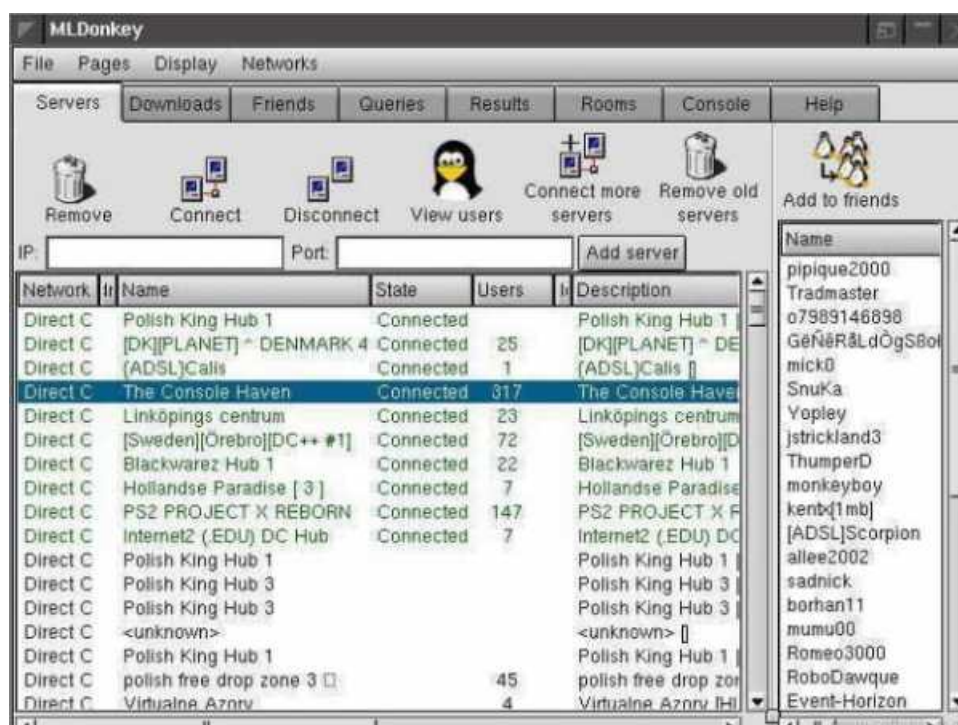 MLDonkey
File Pages Display Networks
Servers Downloads Friends Queries Results Rooms Console Help
Remove
Connect
Disconnect
View users
Connect more servers
Remove old servers
Add to friends
IP: Port: Add server
Network Name State Users Description
Direct C Polish King Hub 1 Connected Polish King Hub 1
Direct C [DK][PLANET] ^ DENMARK 4 Connected 25 [DK][PLANET] ^ DE
Direct C (ADSL)Calis Connected 1 (ADSL)Calis []
Direct C The Console Haven Connected 317 The Console Have
Direct C Linköpings centrum Connected 23 Linköpings centrum
Direct C [Sweden][Örebro][DC++ #1] Connected 72 [Sweden][Örebro][D
Direct C Blackwarez Hub 1 Connected 22 Blackwarez Hub 1
Direct C Hollandse Paradise [ 3 ] Connected 7 Hollandse Paradise
Direct C PS2 PROJECT X REBORN Connected 147 PS2 PROJECT X R
Direct C Internet2 (.EDU) DC Hub Connected 7 Internet2 (.EDU) DC
Direct C Polish King Hub 1 Polish King Hub 1
Direct C Polish King Hub 3 Polish King Hub 3
Direct C Polish King Hub 3 Polish King Hub 3
Direct C <unknown> <unknown> []
Direct C Polish King Hub 1 Polish King Hub 1
Direct C polish free drop zone 3 45 polish free drop zon
Direct C Virtualne Azory 4 Virtualne Azory [H
Name
pipique2000
Tradmaster
o7989146898
mick0
SnuKa
Yopley
jstrickland3
ThumperD
monkeyboy
kentx[1mb]
[ADSL]Scorpion
allee2002
sadnick
borhan11
mumu00
Romeo3000
RoboDawque
Event-Horizon